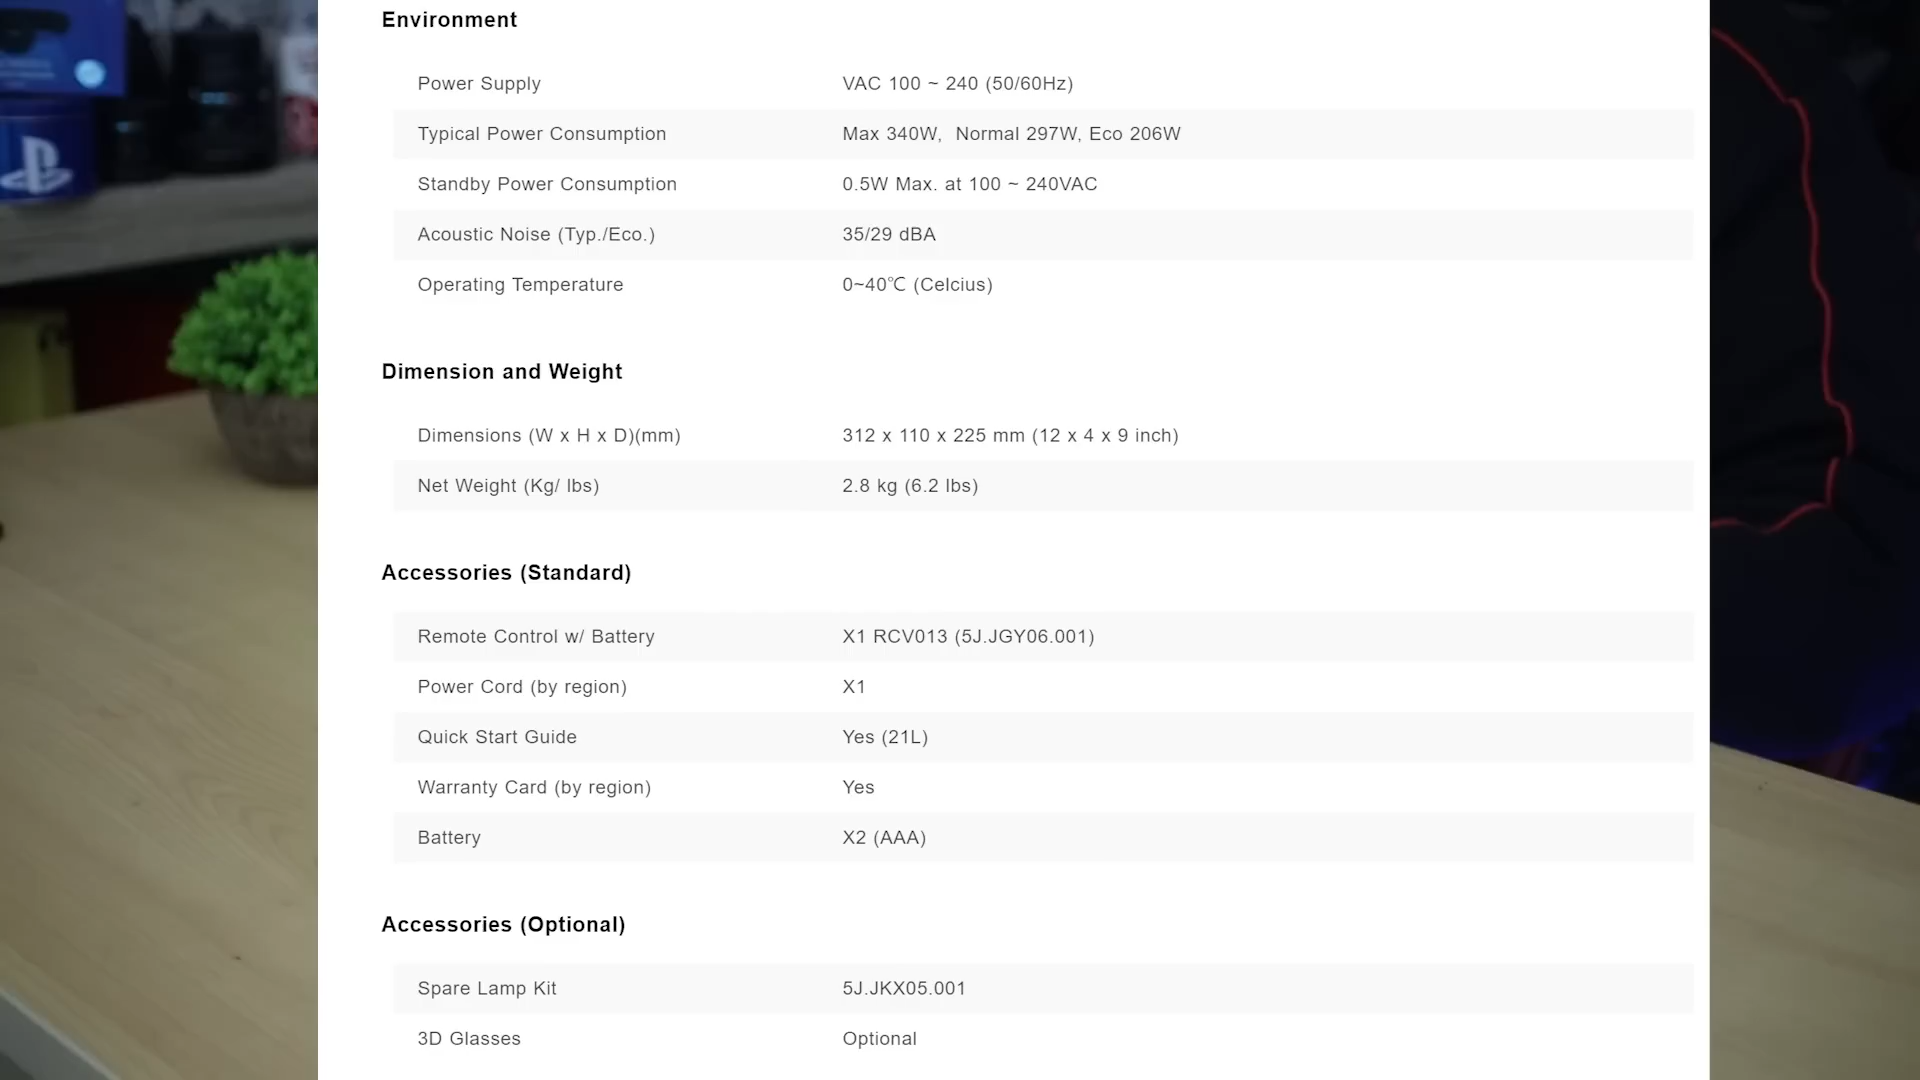 Environment
Power Supply VAC 100 ~ 240 (50/60Hz)
Typical Power Consumption Max 340W,  Normal 297W, Eco 206W
Standby Power Consumption 0.5W Max. at 100 ~ 240VAC
Acoustic Noise (Typ./Eco.) 35/29 dBA
Operating Temperature 0~40℃ (Celcius)
Dimension and Weight
Dimensions (W x H x D)(mm) 312 x 110 x 225 mm (12 x 4 x 9 inch)
Net Weight (Kg/ lbs) 2.8 kg (6.2 lbs)
Accessories (Standard)
Remote Control w/ Battery X1 RCV013 (5J.JGY06.001)
Power Cord (by region) X1
Quick Start Guide Yes (21L)
Warranty Card (by region) Yes
Battery X2 (AAA)
Accessories (Optional)
Spare Lamp Kit 5J.JKX05.001
3D Glasses Optional